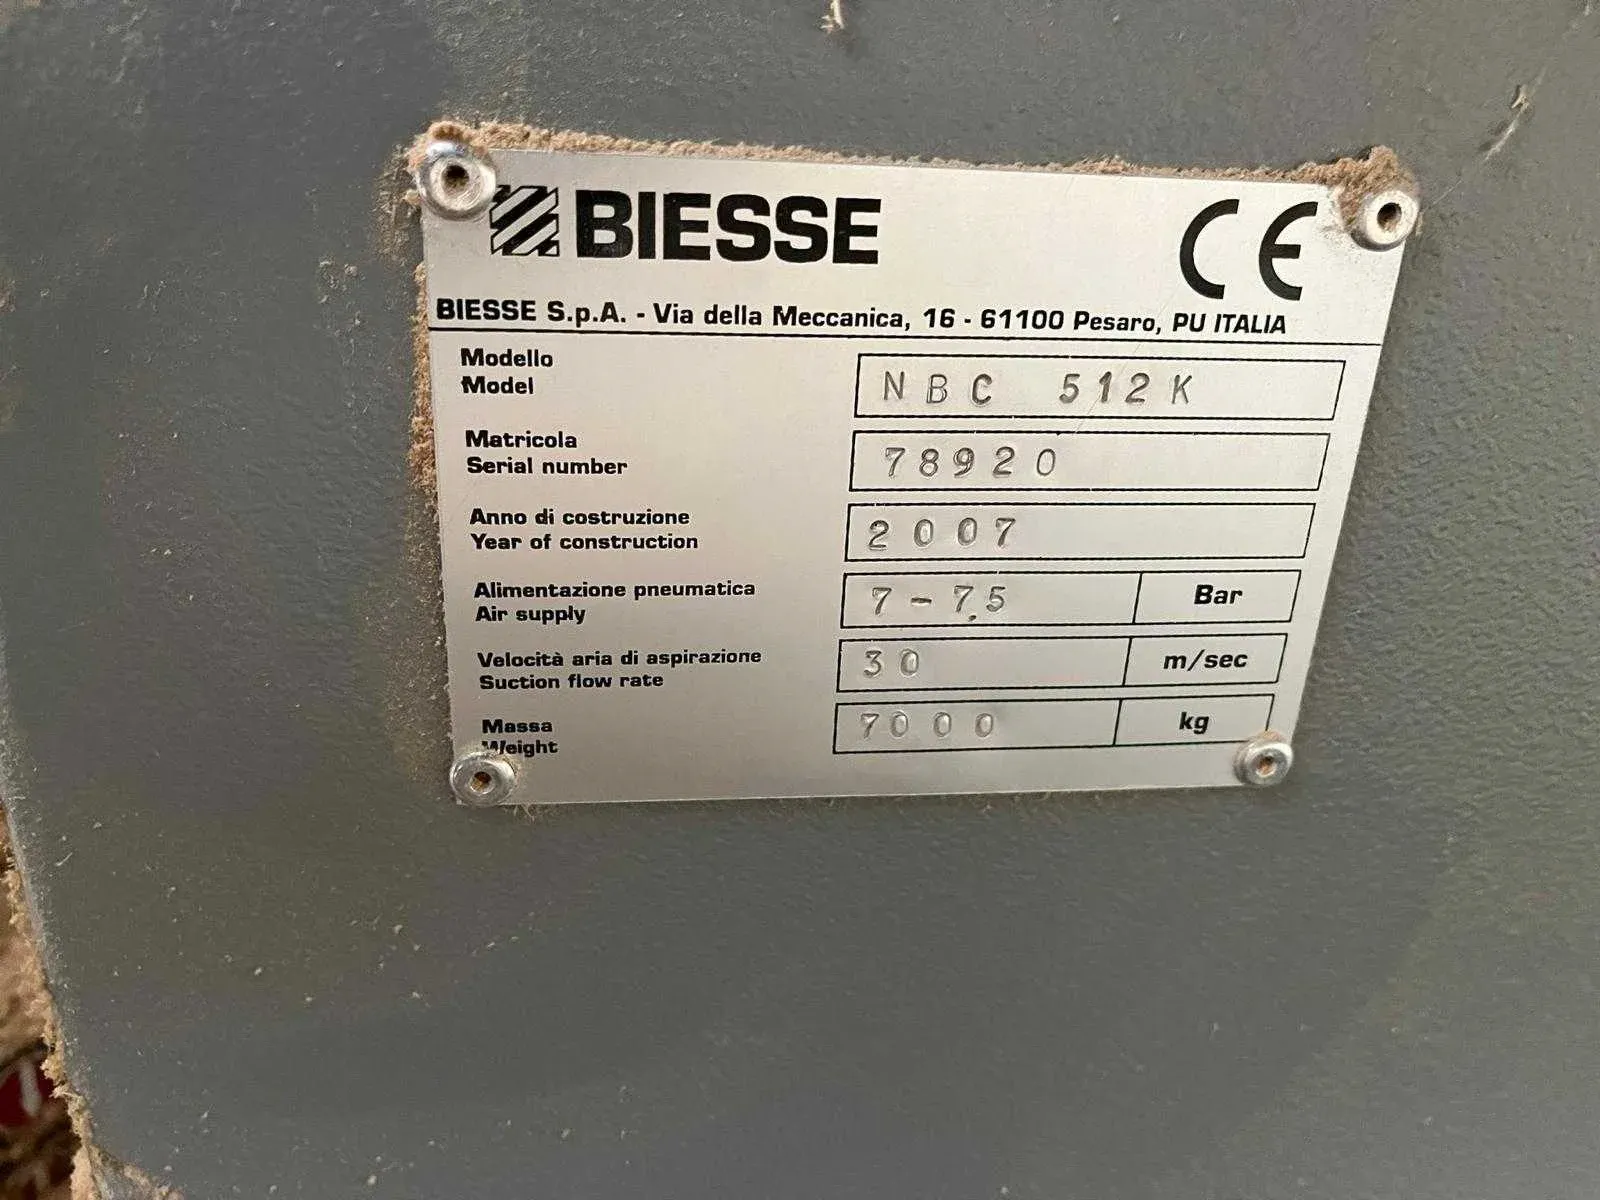 BIESSE CE
BIESSE S.p.A. - Via della Meccanica, 16 - 61100 Pesaro, PU ITALIA
Modello
Model
NBC 512K
Matricola
Serial number
78920
Anno di costruzione
Year of construction
2007
Alimentazione pneumatica
Air supply
7-7.5 Bar
Velocità aria di aspirazione
Suction flow rate
30 m/sec
Massa
Weight
7000 kg